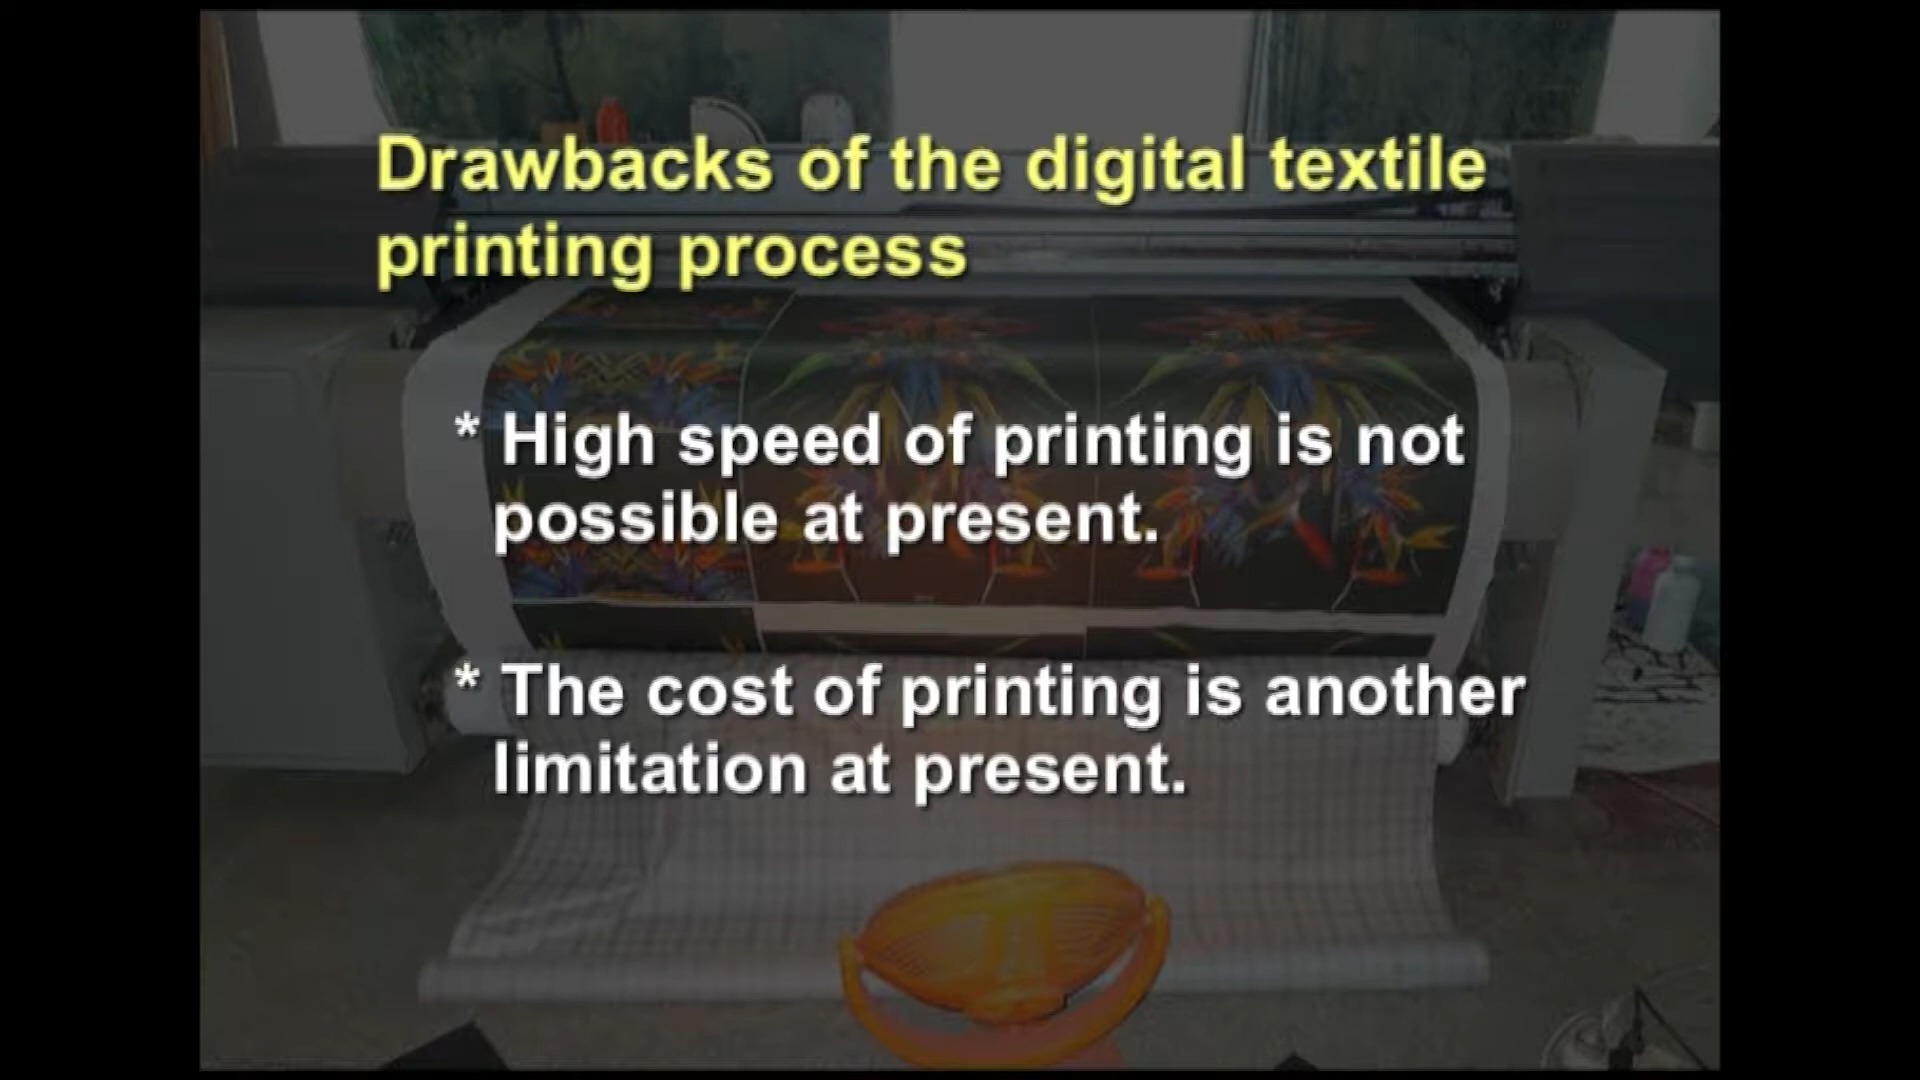 Drawbacks of the digital textile
printing process
* High speed of printing is not
possible at present.
* The cost of printing is another
limitation at present.